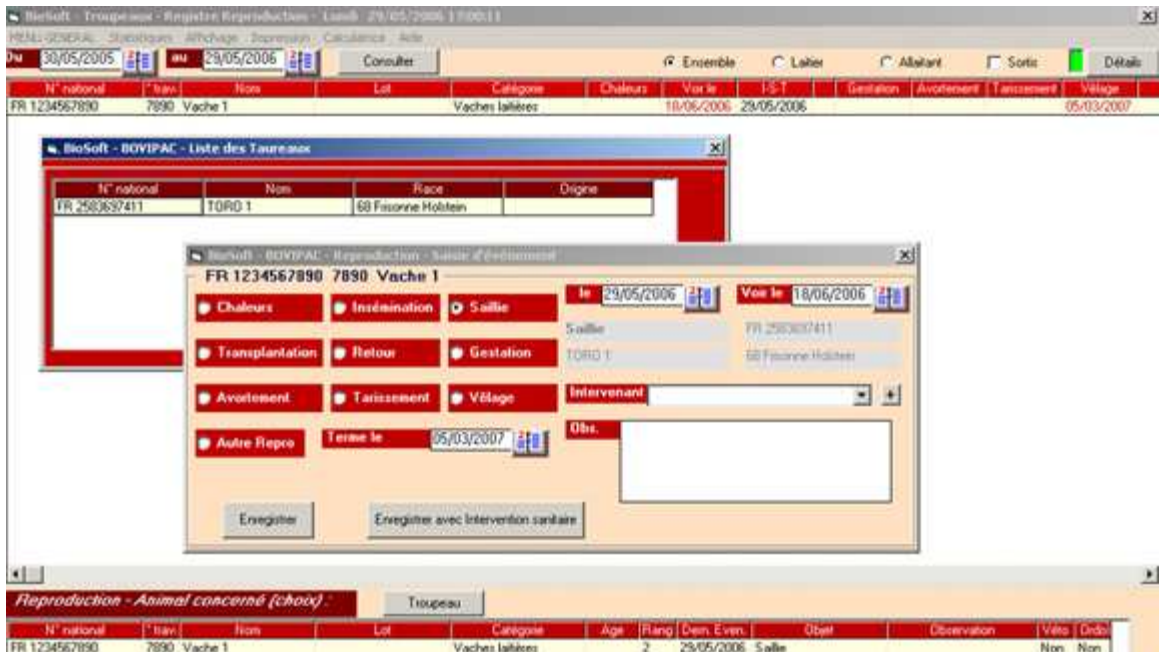 BioSoft - Troupeaux - Registre Reproduction - Lundi 29/05/2006 17:00:11
MENU-GENERAL Statistiques Affichage Impression Calculatrice Aide
Du 30/05/2005 au 29/05/2006 Consulter Ensemble Laitier Allaitant Sortis Détails
N° national N° trav. Nom Lot Catégorie Chaleurs Voir le I-S-T Gestation Avortement Tarissement Vêlage
FR 1234567890 7890 Vache 1 Vaches laitières 18/06/2006 29/05/2006 05/03/2007
BioSoft - BOVIPAC - Liste des Taureaux
N° national Nom Race Origine
FR 2583697411 TORO 1 68 Frisonne Holstein
BioSoft - BOVIPAC - Reproduction - Saisie d'événement
FR 1234567890 7890 Vache 1
le 29/05/2006 Voir le 18/06/2006
Chaleurs Insémination Saillie
Saillie FR 2583697411
Transplantation Retour Gestation
TORO 1 68 Frisonne Holstein
Avortement Tarissement Vêlage
Intervenant +
Autre Repro Terme le 05/03/2007
Obs.
Enregistrer Enregistrer avec Intervention sanitaire
Reproduction - Animal concerné (choix) : Troupeau
N° national N° trav. Nom Lot Catégorie Age Rang Dern. Even. Objet Observation Véto Ordo
FR 1234567890 7890 Vache 1 Vaches laitières 2 29/05/2006 Saillie Non Non